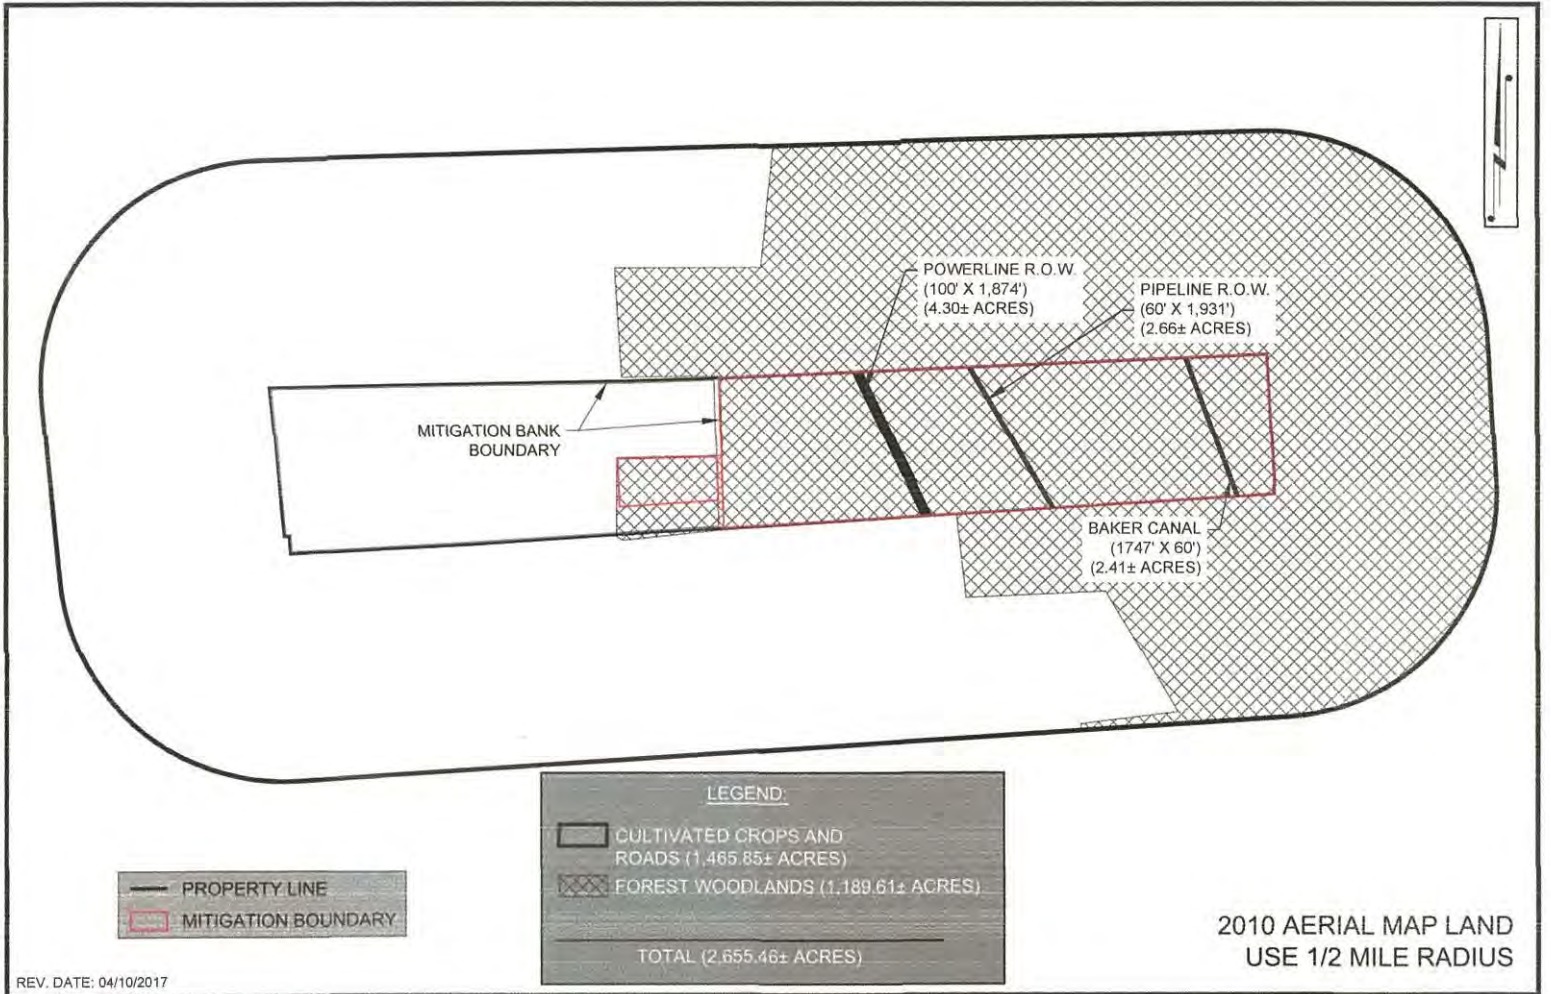 POWERLINE R.O.W.
(100' X 1,874')
(4.30± ACRES)
PIPELINE R.O.W.
(60' X 1,931')
(2.66± ACRES)
MITIGATION BANK
BOUNDARY
BAKER CANAL
(1747' X 60')
(2.41± ACRES)
LEGEND:
CULTIVATED CROPS AND
ROADS (1,465.85± ACRES)
FOREST WOODLANDS (1,189.61± ACRES)
TOTAL (2,655.46± ACRES)
PROPERTY LINE
MITIGATION BOUNDARY
2010 AERIAL MAP LAND
USE 1/2 MILE RADIUS
REV. DATE: 04/10/2017